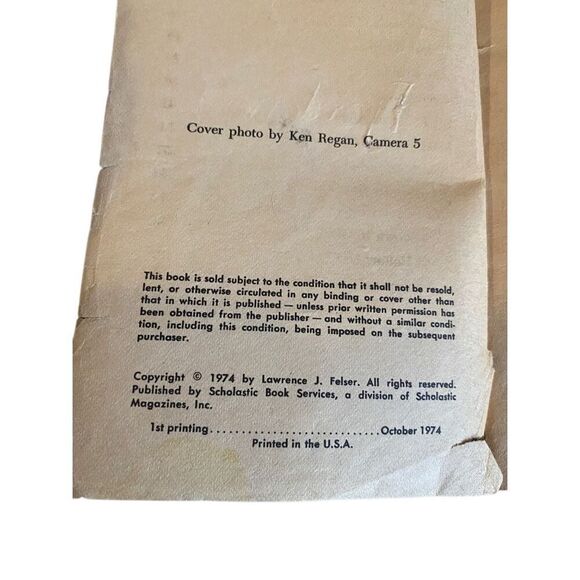 Cover photo by Ken Regan, Camera 5
This book is sold subject to the condition that it shall not be resold,
lent, or otherwise circulated in any binding or cover other than
that in which it is published — unless prior written permission has
been obtained from the publisher — and without a similar condi-
tion, including this condition, being imposed on the subsequent
purchaser.
Copyright © 1974 by Lawrence J. Felser. All rights reserved.
Published by Scholastic Book Services, a division of Scholastic
Magazines, Inc.
1st printing............................October 1974
Printed in the U.S.A.